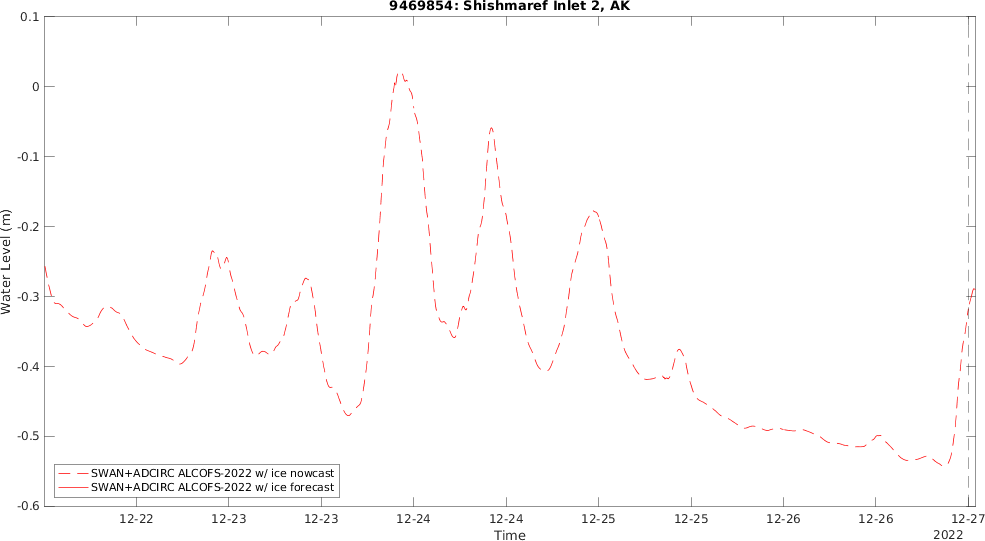 9469854: Shishmaref Inlet 2, AK
0.1
0
-0.1
-0.2
-0.3
-0.4
-0.5
-0.6
Water Level (m)
SWAN+ADCIRC ALCOFS-2022 w/ ice nowcast
SWAN+ADCIRC ALCOFS-2022 w/ ice forecast
12-22 12-23 12-23 12-24 12-24 12-25 12-25 12-26 12-26 12-27
Time
2022